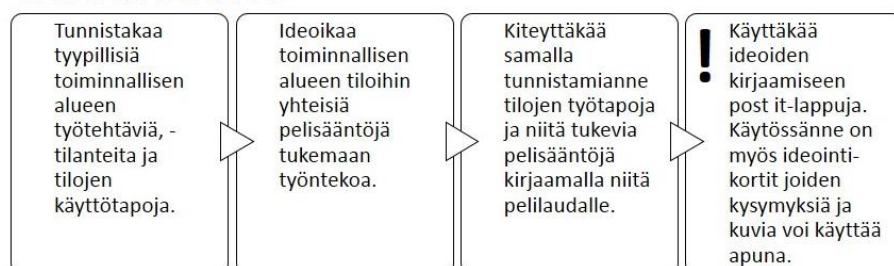 Tunnistakaa
tyypillisiä
toiminnallisen
alueen
työtehtäviä, -
tilanteita ja
tilojen
käyttötapoja.
Ideoikaa
toiminnallisen
alueen tiloihin
yhteisiä
pelisääntöjä
tukemaan
työntekoa.
Kiteyttäkää
samalla
tunnistamianne
tilojen työtapoja
ja niitä tukevia
pelisääntöjä
kirjaamalla niitä
pelilaudalle.
!
Käyttäkää
ideoiden
kirjaamiseen
post it-lappuja.
Käytössänne on
myös ideointi-
kortit joiden
kysymyksiä ja
kuvia voi käyttää
apuna.